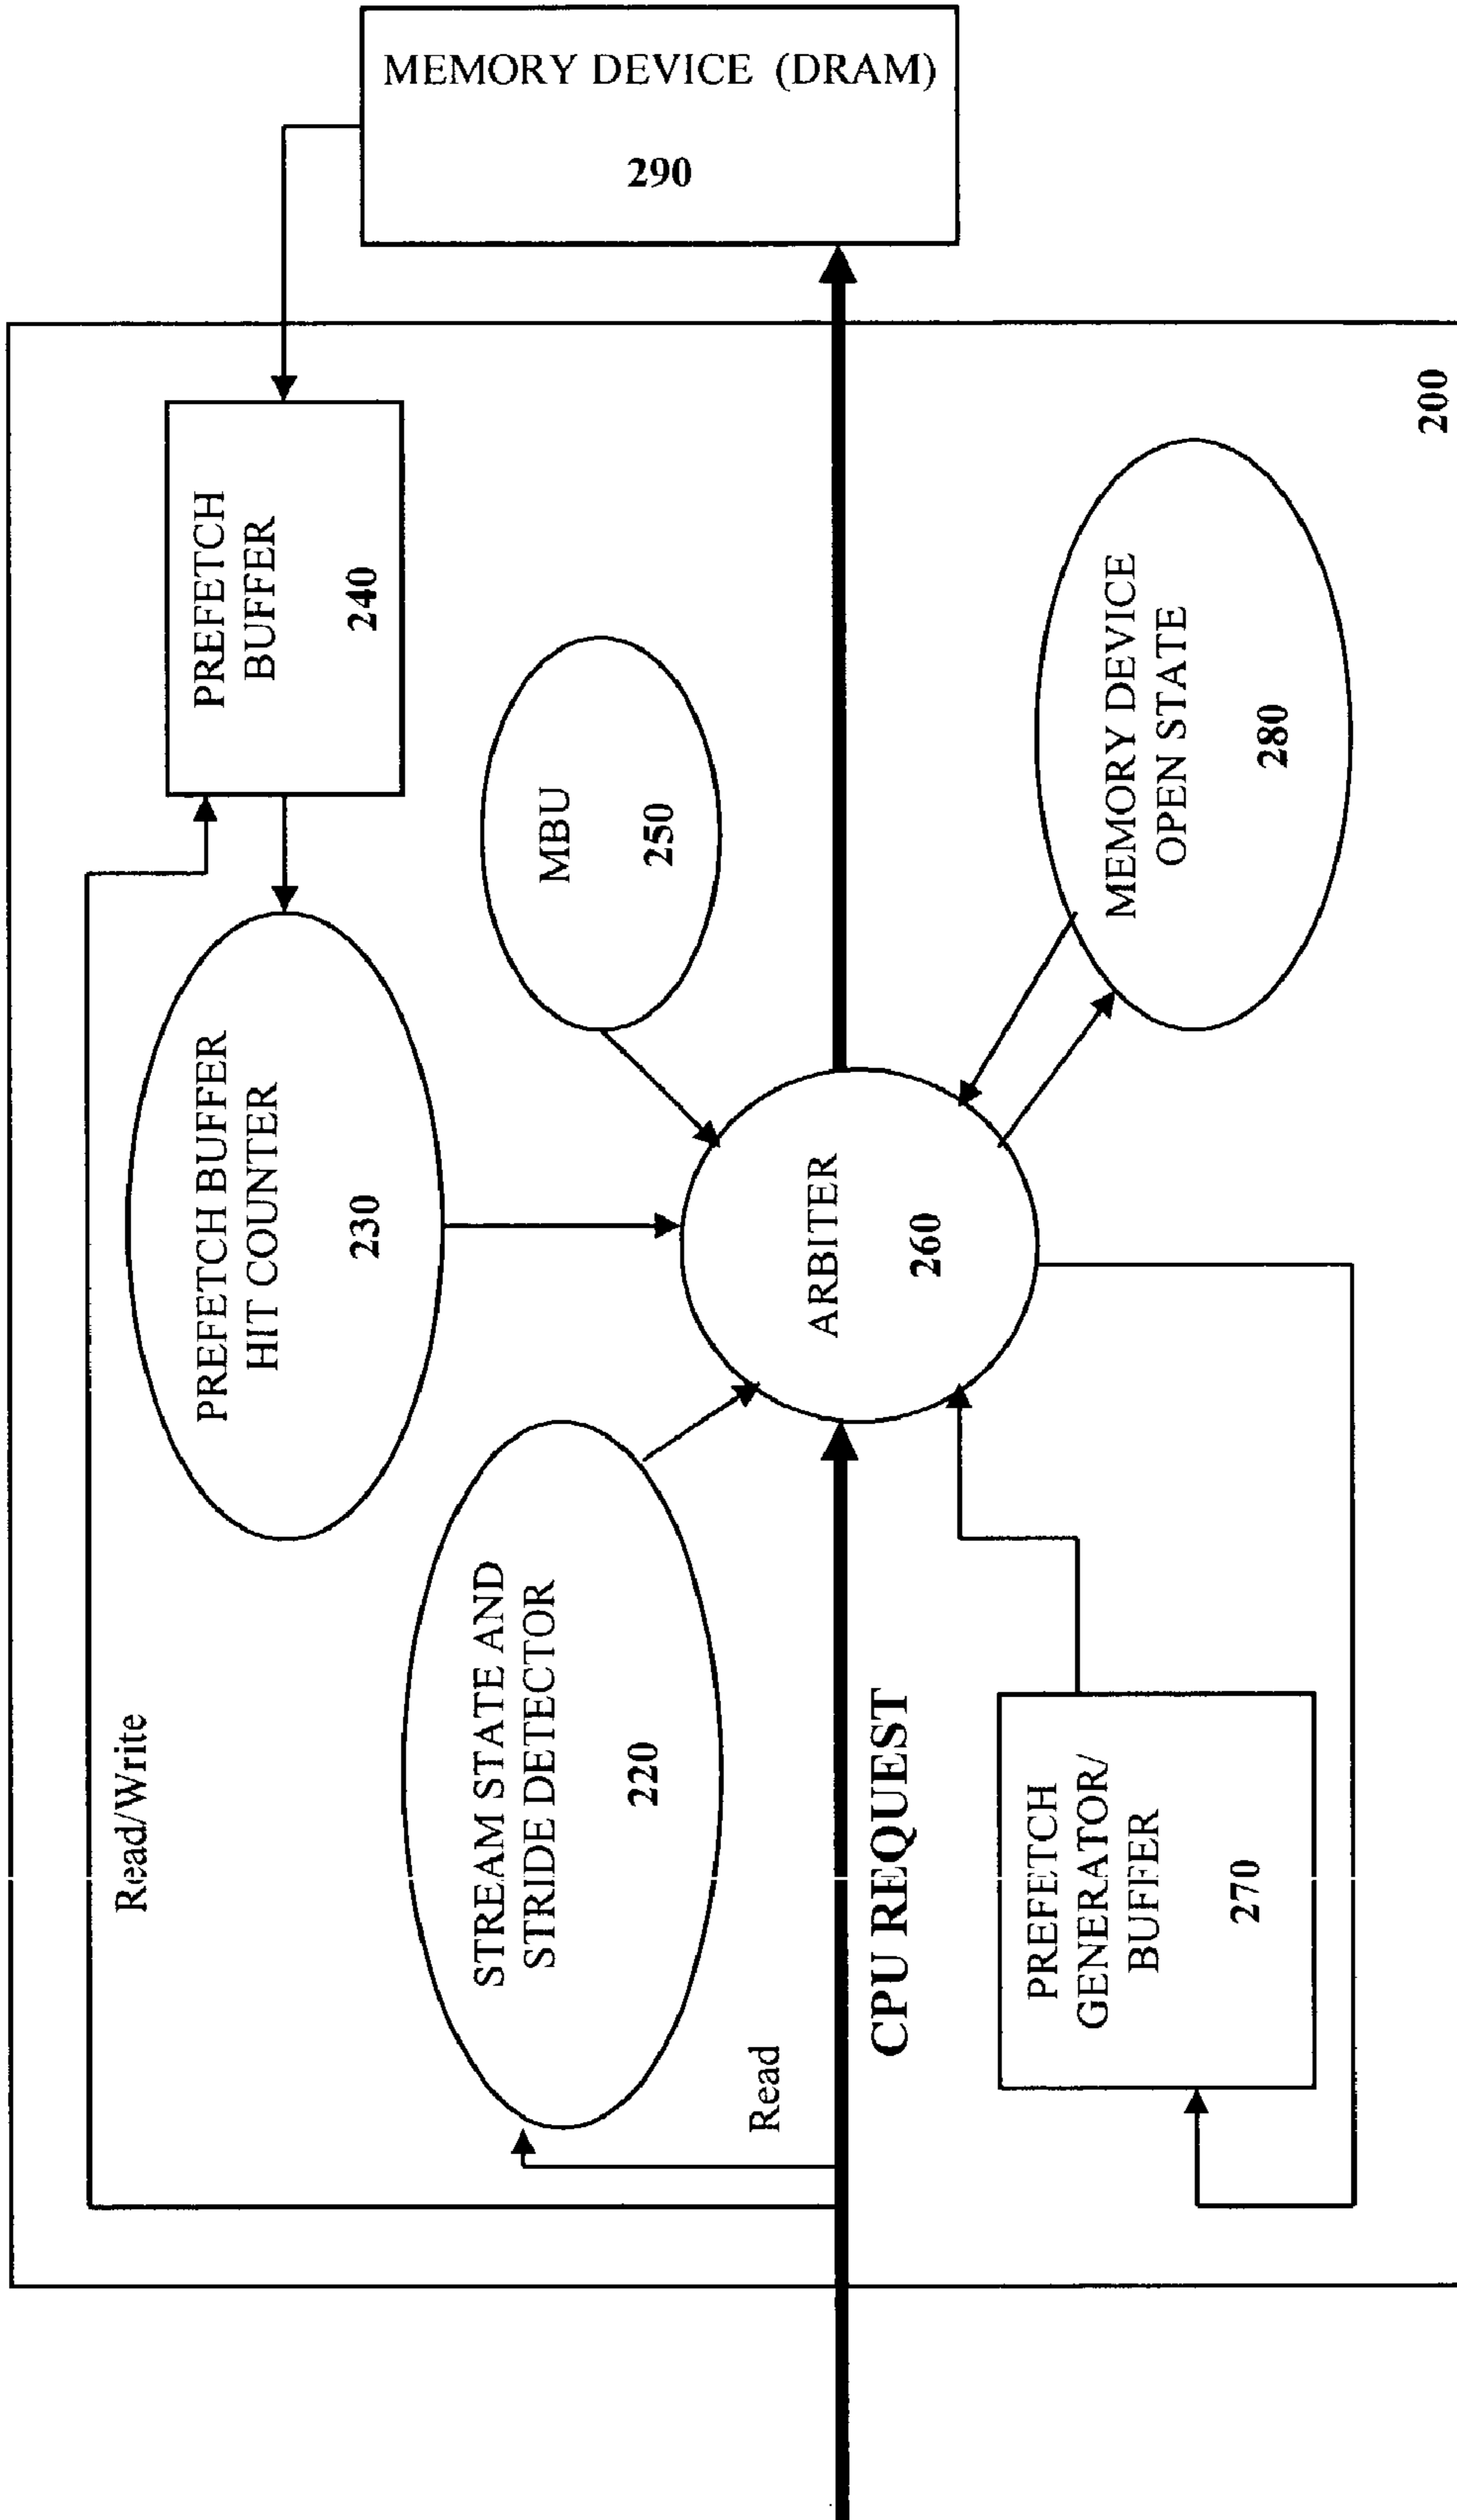 MEMORY DEVICE (DRAM)
290
Read/Write
PREFETCH BUFFER
HIT COUNTER
230
PREFETCH
BUFFER
240
STREAM STATE AND
STRIDE DETECTOR
220
MBU
250
Read
CPU REQUEST
ARBITER
260
PREFETCH
GENERATOR/
BUFFER
270
MEMORY DEVICE
OPEN STATE
280
200